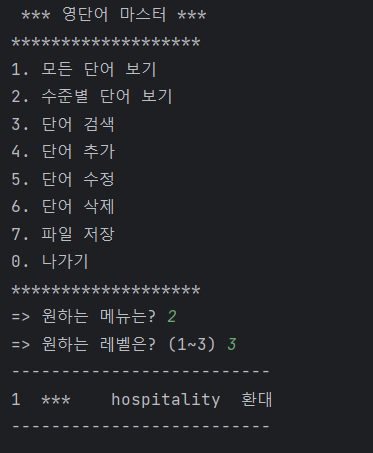 *** 영단어 마스터 ***
*******************
1. 모든 단어 보기
2. 수준별 단어 보기
3. 단어 검색
4. 단어 추가
5. 단어 수정
6. 단어 삭제
7. 파일 저장
0. 나가기
*******************
=> 원하는 메뉴는? 2
=> 원하는 레벨은? (1~3) 3
--------------------------
1  ***    hospitality  환대
--------------------------